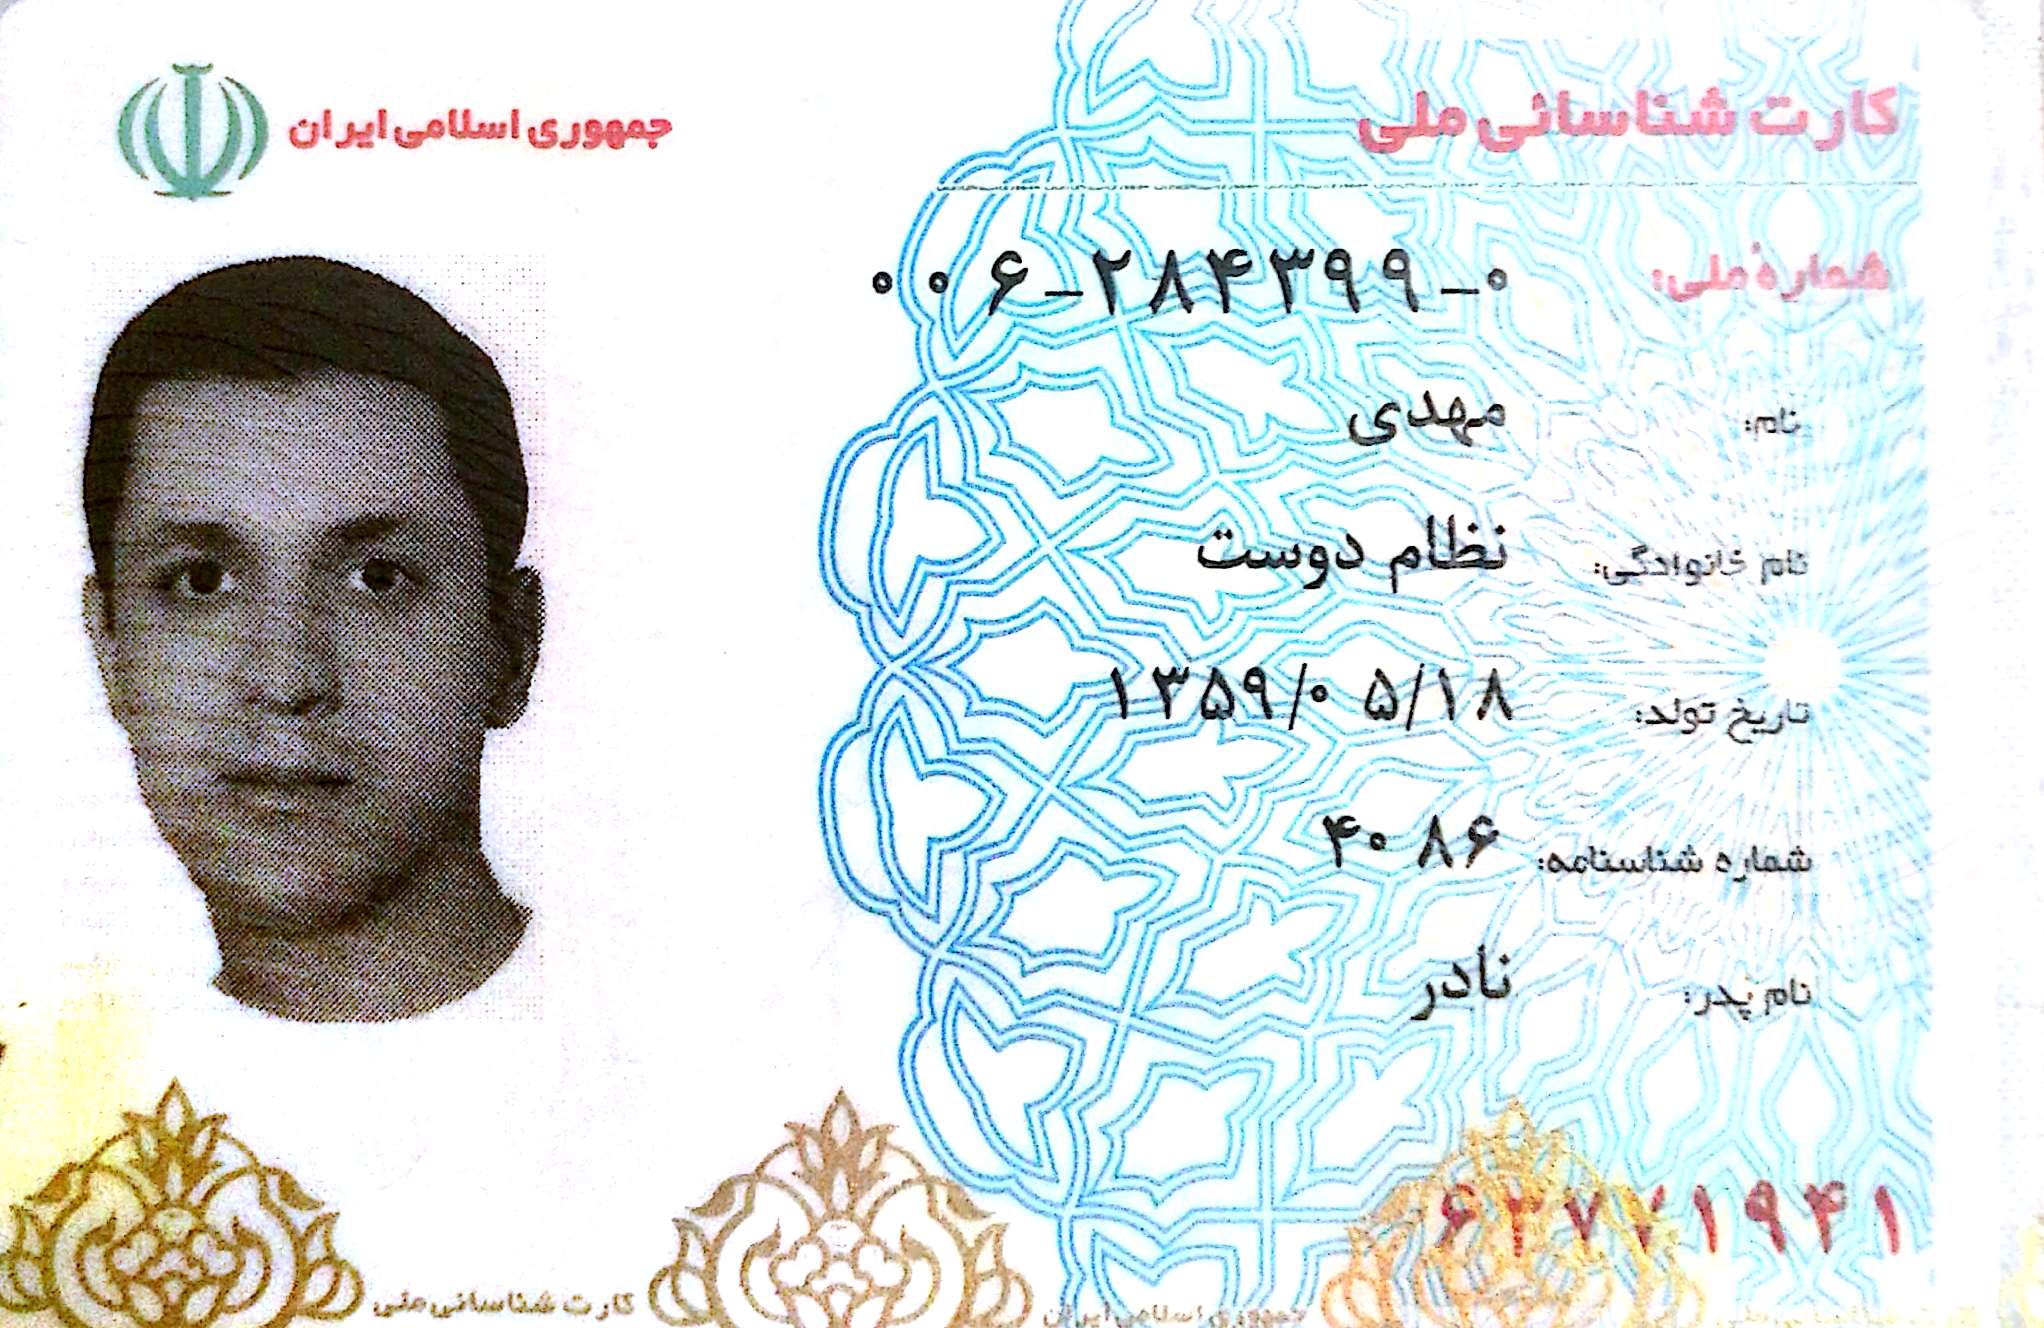 جمهوری اسلامی ایران
کارت شناسائی ملی
شمارهٔ ملی: ۰۰۶-۲۸۴۳۹۹-۰
نام: مهدی
نام خانوادگی: نظام دوست
تاریخ تولد: ۱۳۵۹/۰۵/۱۸
شماره شناسنامه: ۴۰۸۶
نام پدر: نادر
۶۳۷۷۱۹۴۱
کارت شناسائی ملی
جمهوری اسلامی ایران